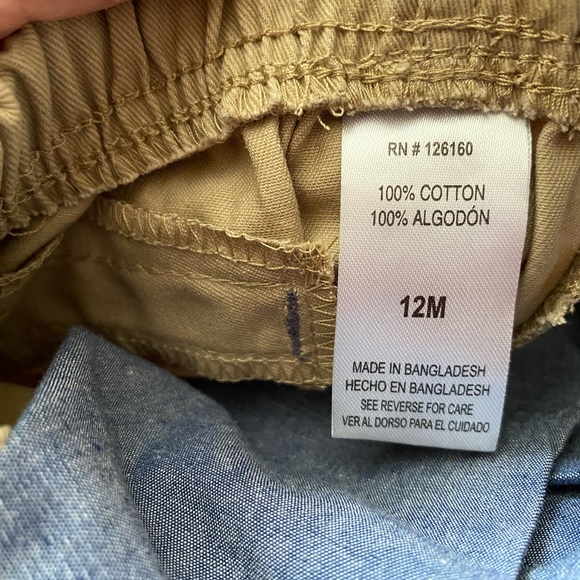 RN # 126160
100% COTTON
100% ALGODÓN
12M
MADE IN BANGLADESH
HECHO EN BANGLADESH
SEE REVERSE FOR CARE
VER AL DORSO PARA EL CUIDADO